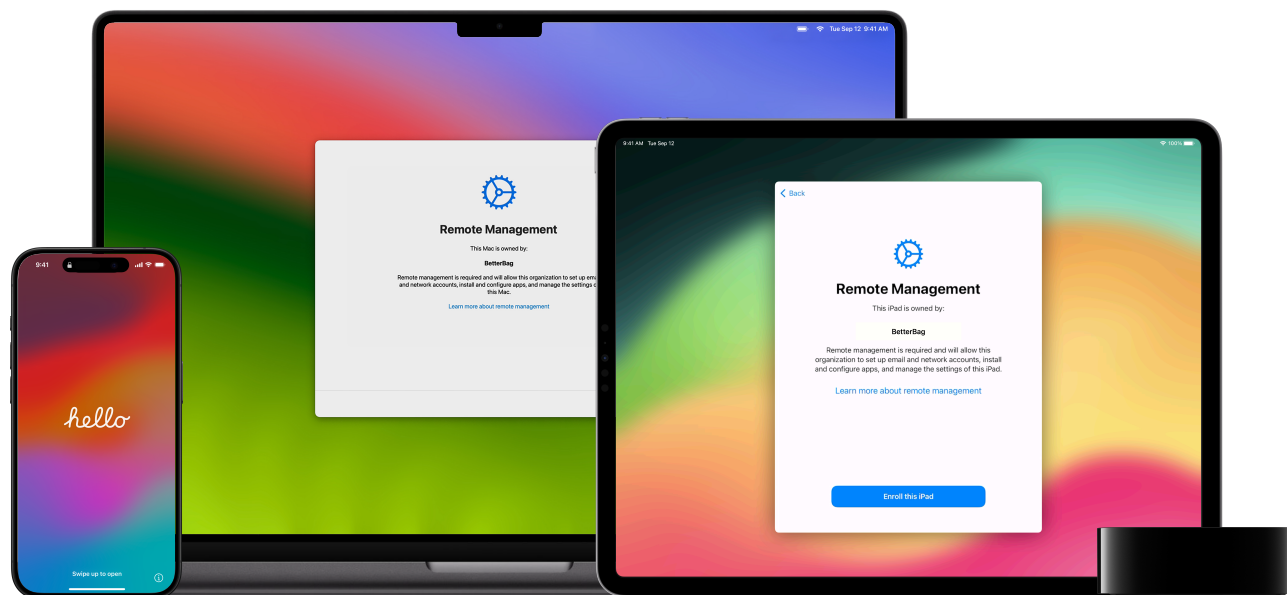 Tue Sep 12 9:41 AM
Remote Management
This Mac is owned by:
BetterBag
Remote management is required and will allow this organization to set up
and network accounts, install and configure apps, and manage the settings
this Mac.
Learn more about remote management
9:41 AM Tue Sep 12
100%
Back
Remote Management
This iPad is owned by:
BetterBag
Remote management is required and will allow this
organization to set up email and network accounts, install
and configure apps, and manage the settings of this iPad.
Learn more about remote management
Enroll this iPad
9:41
hello
Swipe up to open